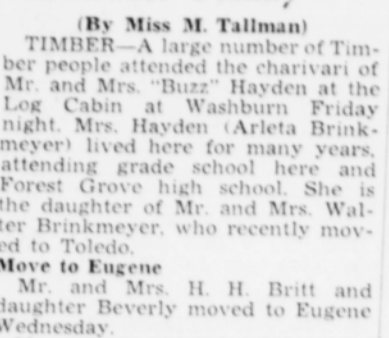 (By Miss M. Tallman)
TIMBER—A large number of Tim-
ber people attended the charivari of
Mr. and Mrs. "Buzz" Hayden at the
Log Cabin at Washburn Friday
night. Mrs. Hayden (Arleta Brink-
meyer) lived here for many years,
attending grade school here and
Forest Grove high school. She is
the daughter of Mr. and Mrs. Wal-
ter Brinkmeyer, who recently mov-
ed to Toledo.
Move to Eugene
Mr. and Mrs. H. H. Britt and
daughter Beverly moved to Eugene
Wednesday.